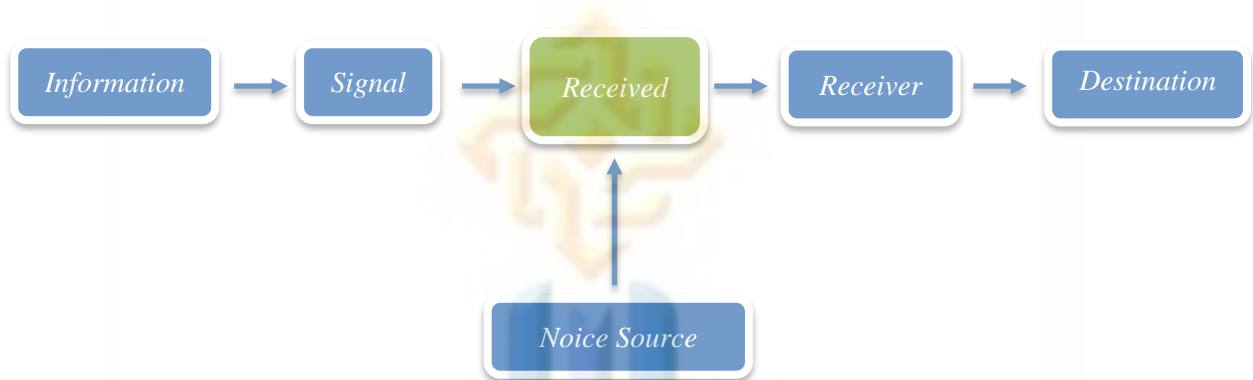 Information
Signal
Received
Receiver
Destination
Noice Source